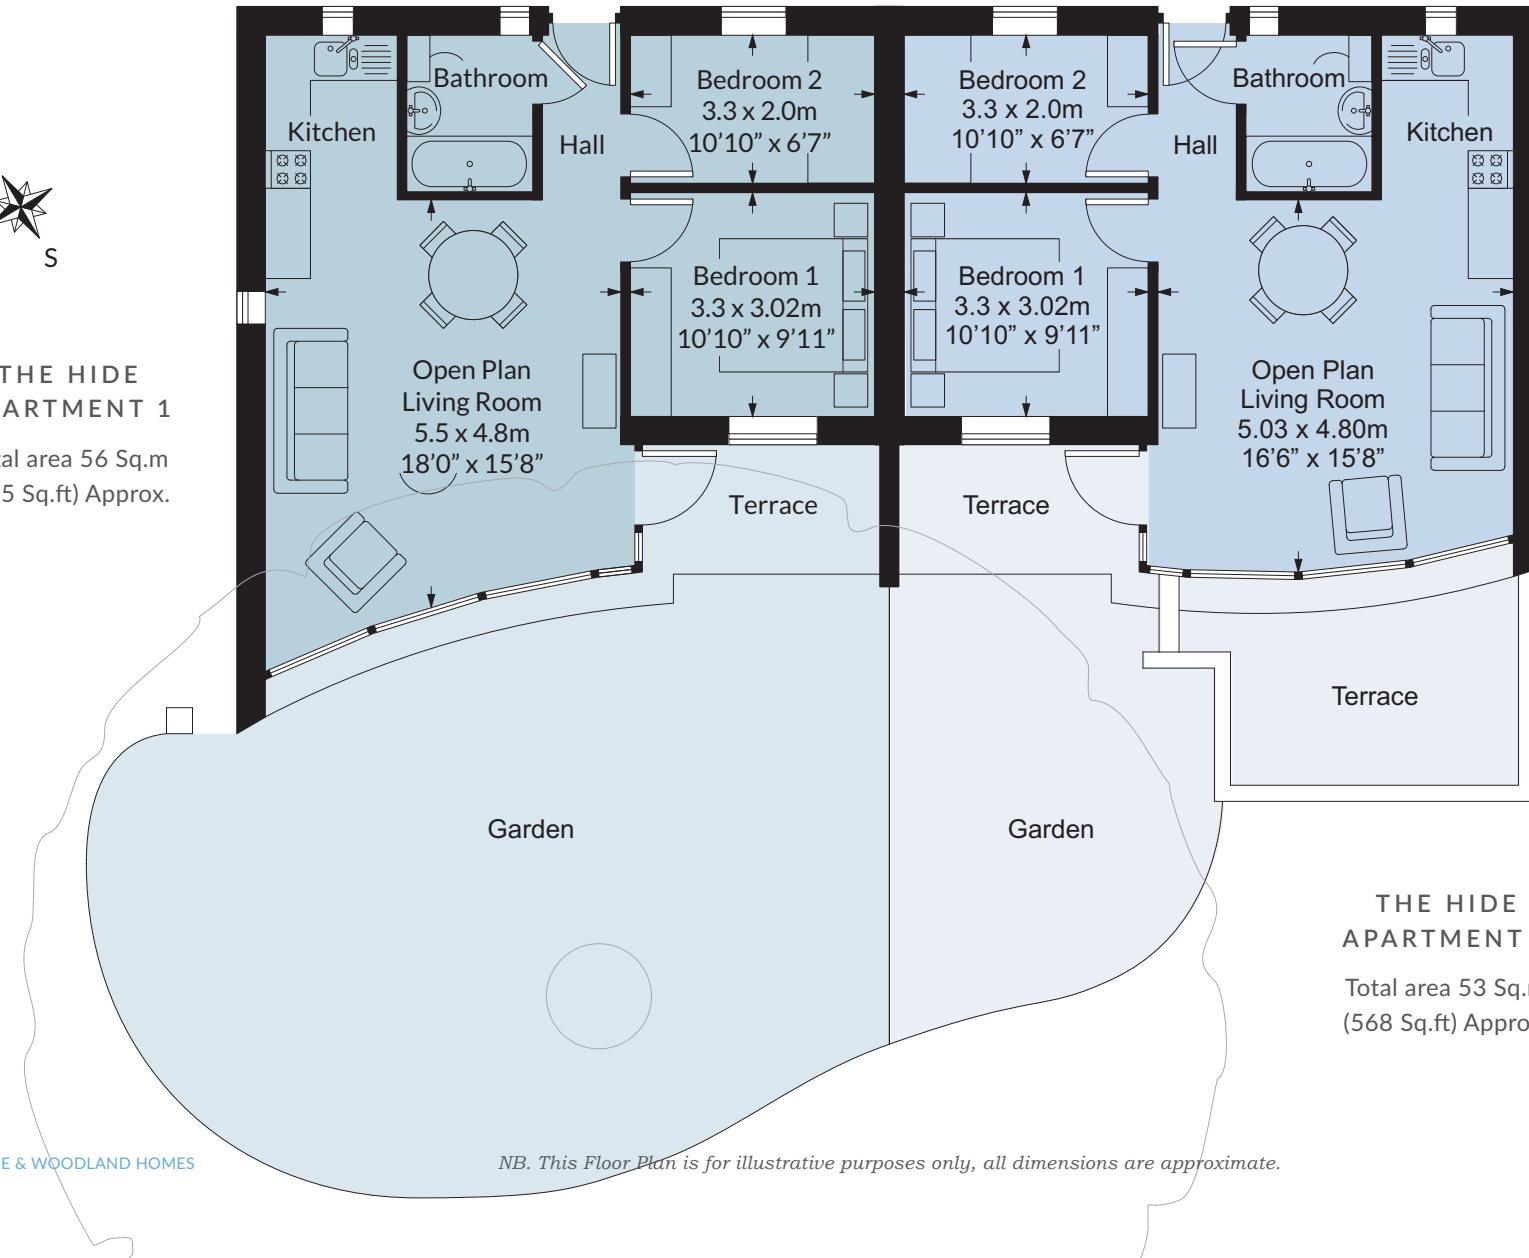 Kitchen
Bathroom
Hall
Bedroom 2
3.3 x 2.0m
10'10” x 6'7”
Bedroom 1
3.3 x 3.02m
10'10” x 9'11”
Open Plan
Living Room
5.5 x 4.8m
18'0” x 15'8”
Terrace
Garden
Bedroom 2
3.3 x 2.0m
10'10” x 6'7”
Hall
Bathroom
Kitchen
Bedroom 1
3.3 x 3.02m
10'10” x 9'11”
Open Plan
Living Room
5.03 x 4.80m
16'6” x 15'8”
Terrace
Terrace
Garden
S
THE HIDE
ARTMENT 1
al area 56 Sq.m
5 Sq.ft) Approx.
THE HIDE
APARTMENT
Total area 53 Sq.
(568 Sq.ft) Appro
E & WOODLAND HOMES
NB. This Floor Plan is for illustrative purposes only, all dimensions are approximate.